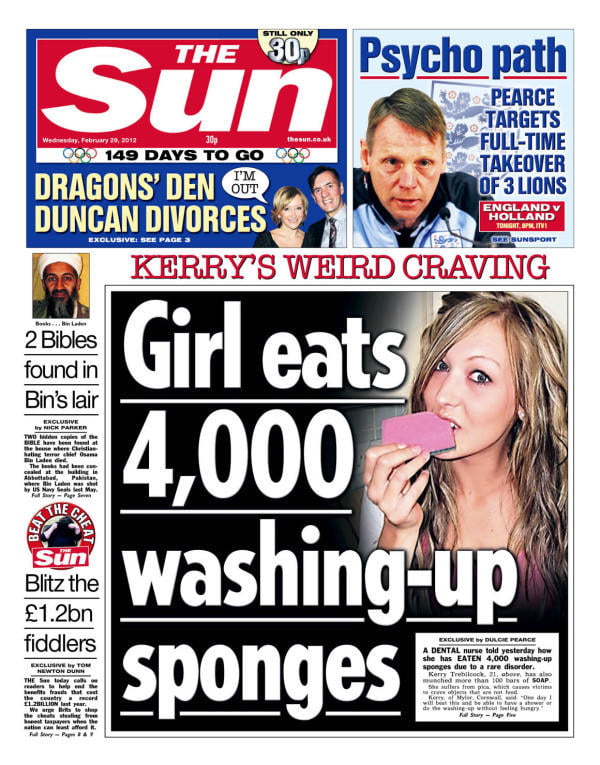 THE
Sun
STILL ONLY
30p
Wednesday, February 29, 2012
30p
thesun.co.uk
149 DAYS TO GO
DRAGONS' DEN
DUNCAN DIVORCES
I'M
OUT
EXCLUSIVE: SEE PAGE 3
Psycho path
PEARCE
TARGETS
FULL-TIME
TAKEOVER
OF 3 LIONS
ENGLAND v
HOLLAND
TONIGHT, 8PM, ITV1
SEE SUNSPORT
Books . . . Bin Laden
2 Bibles
found in
Bin's lair
EXCLUSIVE
by NICK PARKER
TWO hidden copies of the
BIBLE have been found at
the house where Christian-
hating terror chief Osama
Bin Laden died.
The books had been con-
cealed at the building in
Abbottabad, Pakistan,
where Bin Laden was shot
by US Navy Seals last May.
Full Story — Page Seven
BEAT THE CHEAT
THE
Sun
Blitz the
£1.2bn
fiddlers
EXCLUSIVE by TOM
NEWTON DUNN
THE Sun today calls on
readers to help end the
benefits frauds that cost
the country a record
£1.2BILLION last year.
We urge Brits to shop
the cheats stealing from
honest taxpayers when the
nation can least afford it.
Full Story — Pages 8 & 9
KERRY'S WEIRD CRAVING
Girl eats
4,000
washing-up
sponges
EXCLUSIVE by DULCIE PEARCE
A DENTAL nurse told yesterday how
she has EATEN 4,000 washing-up
sponges due to a rare disorder.
Kerry Trebilcock, 21, above, has also
munched more than 100 bars of SOAP.
She suffers from pica, which causes victims
to crave objects that are not food.
Kerry, of Mylor, Cornwall, said: "One day I
will beat this and be able to have a shower or
do the washing-up without feeling hungry."
Full Story — Page Five